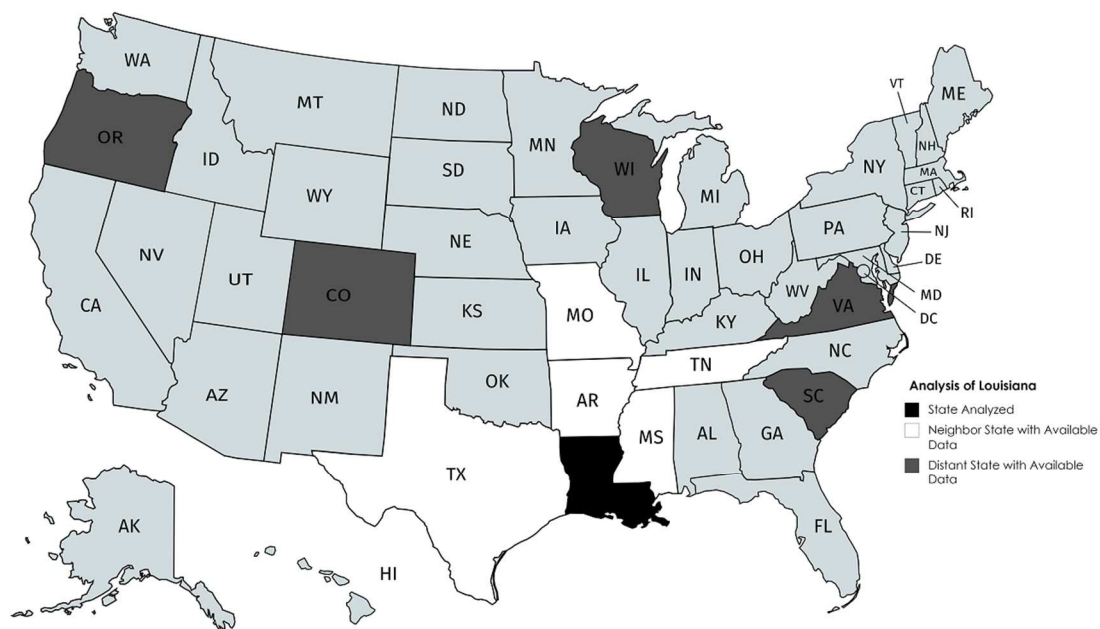 WA
MT
ND
MN
VT
ME
OR
ID
SD
WI
NH
NY
MA
WY
MI
CT
RI
IA
PA
NJ
NE
OH
NV
UT
IL
IN
DE
CO
WV
MD
CA
VA
KS
MO
KY
DC
NC
TN
OK
AZ
NM
AR
SC
MS
AL
GA
TX
AK
FL
HI
Analysis of Louisiana
State Analyzed
Neighbor State with Available
Data
Distant State with Available
Data